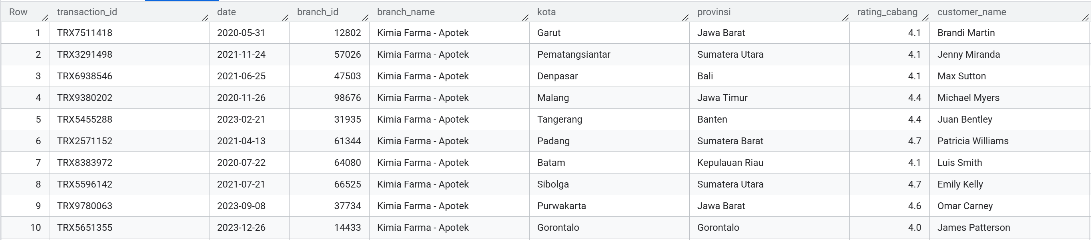 Row transaction_id date branch_id branch_name kota provinsi rating_cabang customer_name
1 TRX7511418 2020-05-31 12802 Kimia Farma - Apotek Garut Jawa Barat 4.1 Brandi Martin
2 TRX3291498 2021-11-24 57026 Kimia Farma - Apotek Pematangsiantar Sumatera Utara 4.1 Jenny Miranda
3 TRX6938546 2021-06-25 47503 Kimia Farma - Apotek Denpasar Bali 4.1 Max Sutton
4 TRX9380202 2020-11-26 98676 Kimia Farma - Apotek Malang Jawa Timur 4.4 Michael Myers
5 TRX5455288 2023-02-21 31935 Kimia Farma - Apotek Tangerang Banten 4.4 Juan Bentley
6 TRX2571152 2021-04-13 61344 Kimia Farma - Apotek Padang Sumatera Barat 4.7 Patricia Williams
7 TRX8383972 2020-07-22 64080 Kimia Farma - Apotek Batam Kepulauan Riau 4.1 Luis Smith
8 TRX5596142 2021-07-21 66525 Kimia Farma - Apotek Sibolga Sumatera Utara 4.7 Emily Kelly
9 TRX9780063 2023-09-08 37734 Kimia Farma - Apotek Purwakarta Jawa Barat 4.6 Omar Carney
10 TRX5651355 2023-12-26 14433 Kimia Farma - Apotek Gorontalo Gorontalo 4.0 James Patterson